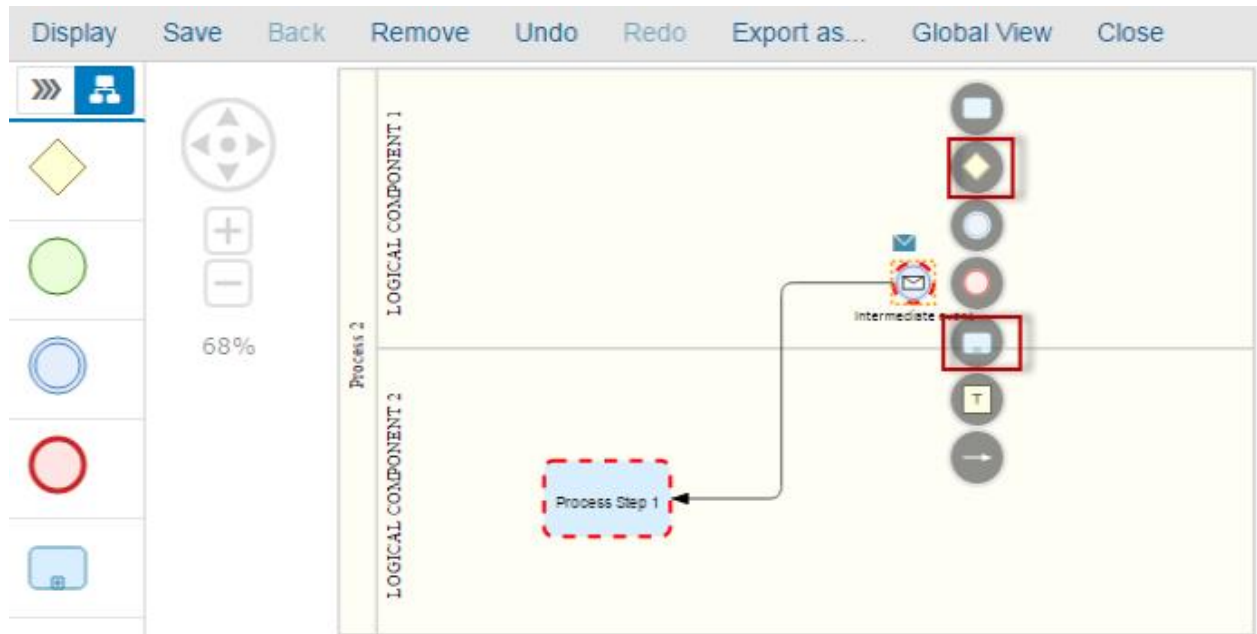 Display Save Back Remove Undo Redo Export as... Global View Close
68%
Process 2
LOGICAL COMPONENT 1
Intermediate
T
LOGICAL COMPONENT 2
Process Step 1